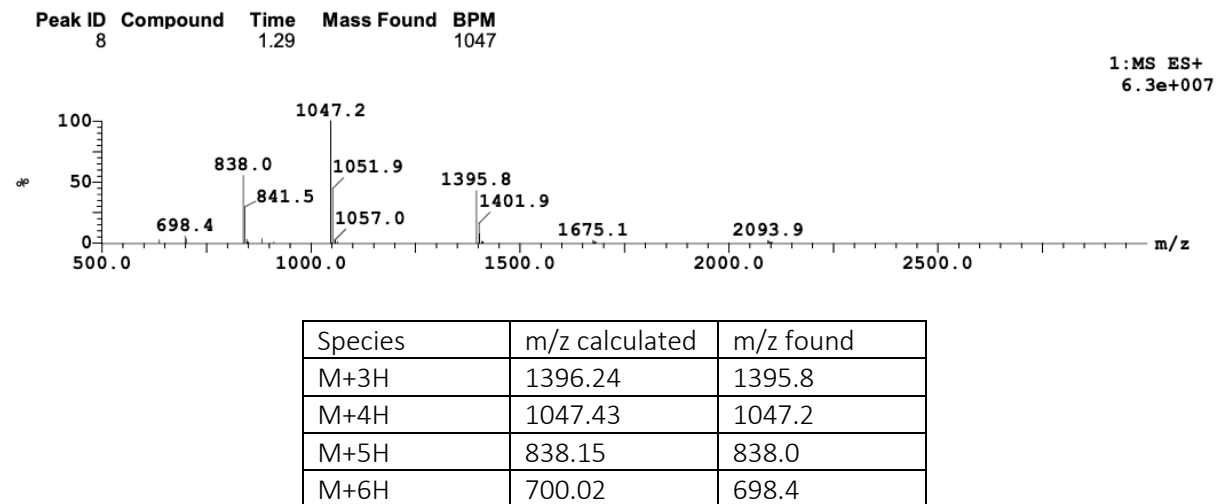 Peak ID Compound Time Mass Found BPM
8 1.29 1047
1:MS ES+
6.3e+007
1047.2
100
838.0
1051.9
%
50
1395.8
841.5
1401.9
698.4
1057.0
1675.1
2093.9
0
m/z
500.0 1000.0 1500.0 2000.0 2500.0
Species m/z calculated m/z found
M+3H 1396.24 1395.8
M+4H 1047.43 1047.2
M+5H 838.15 838.0
M+6H 700.02 698.4